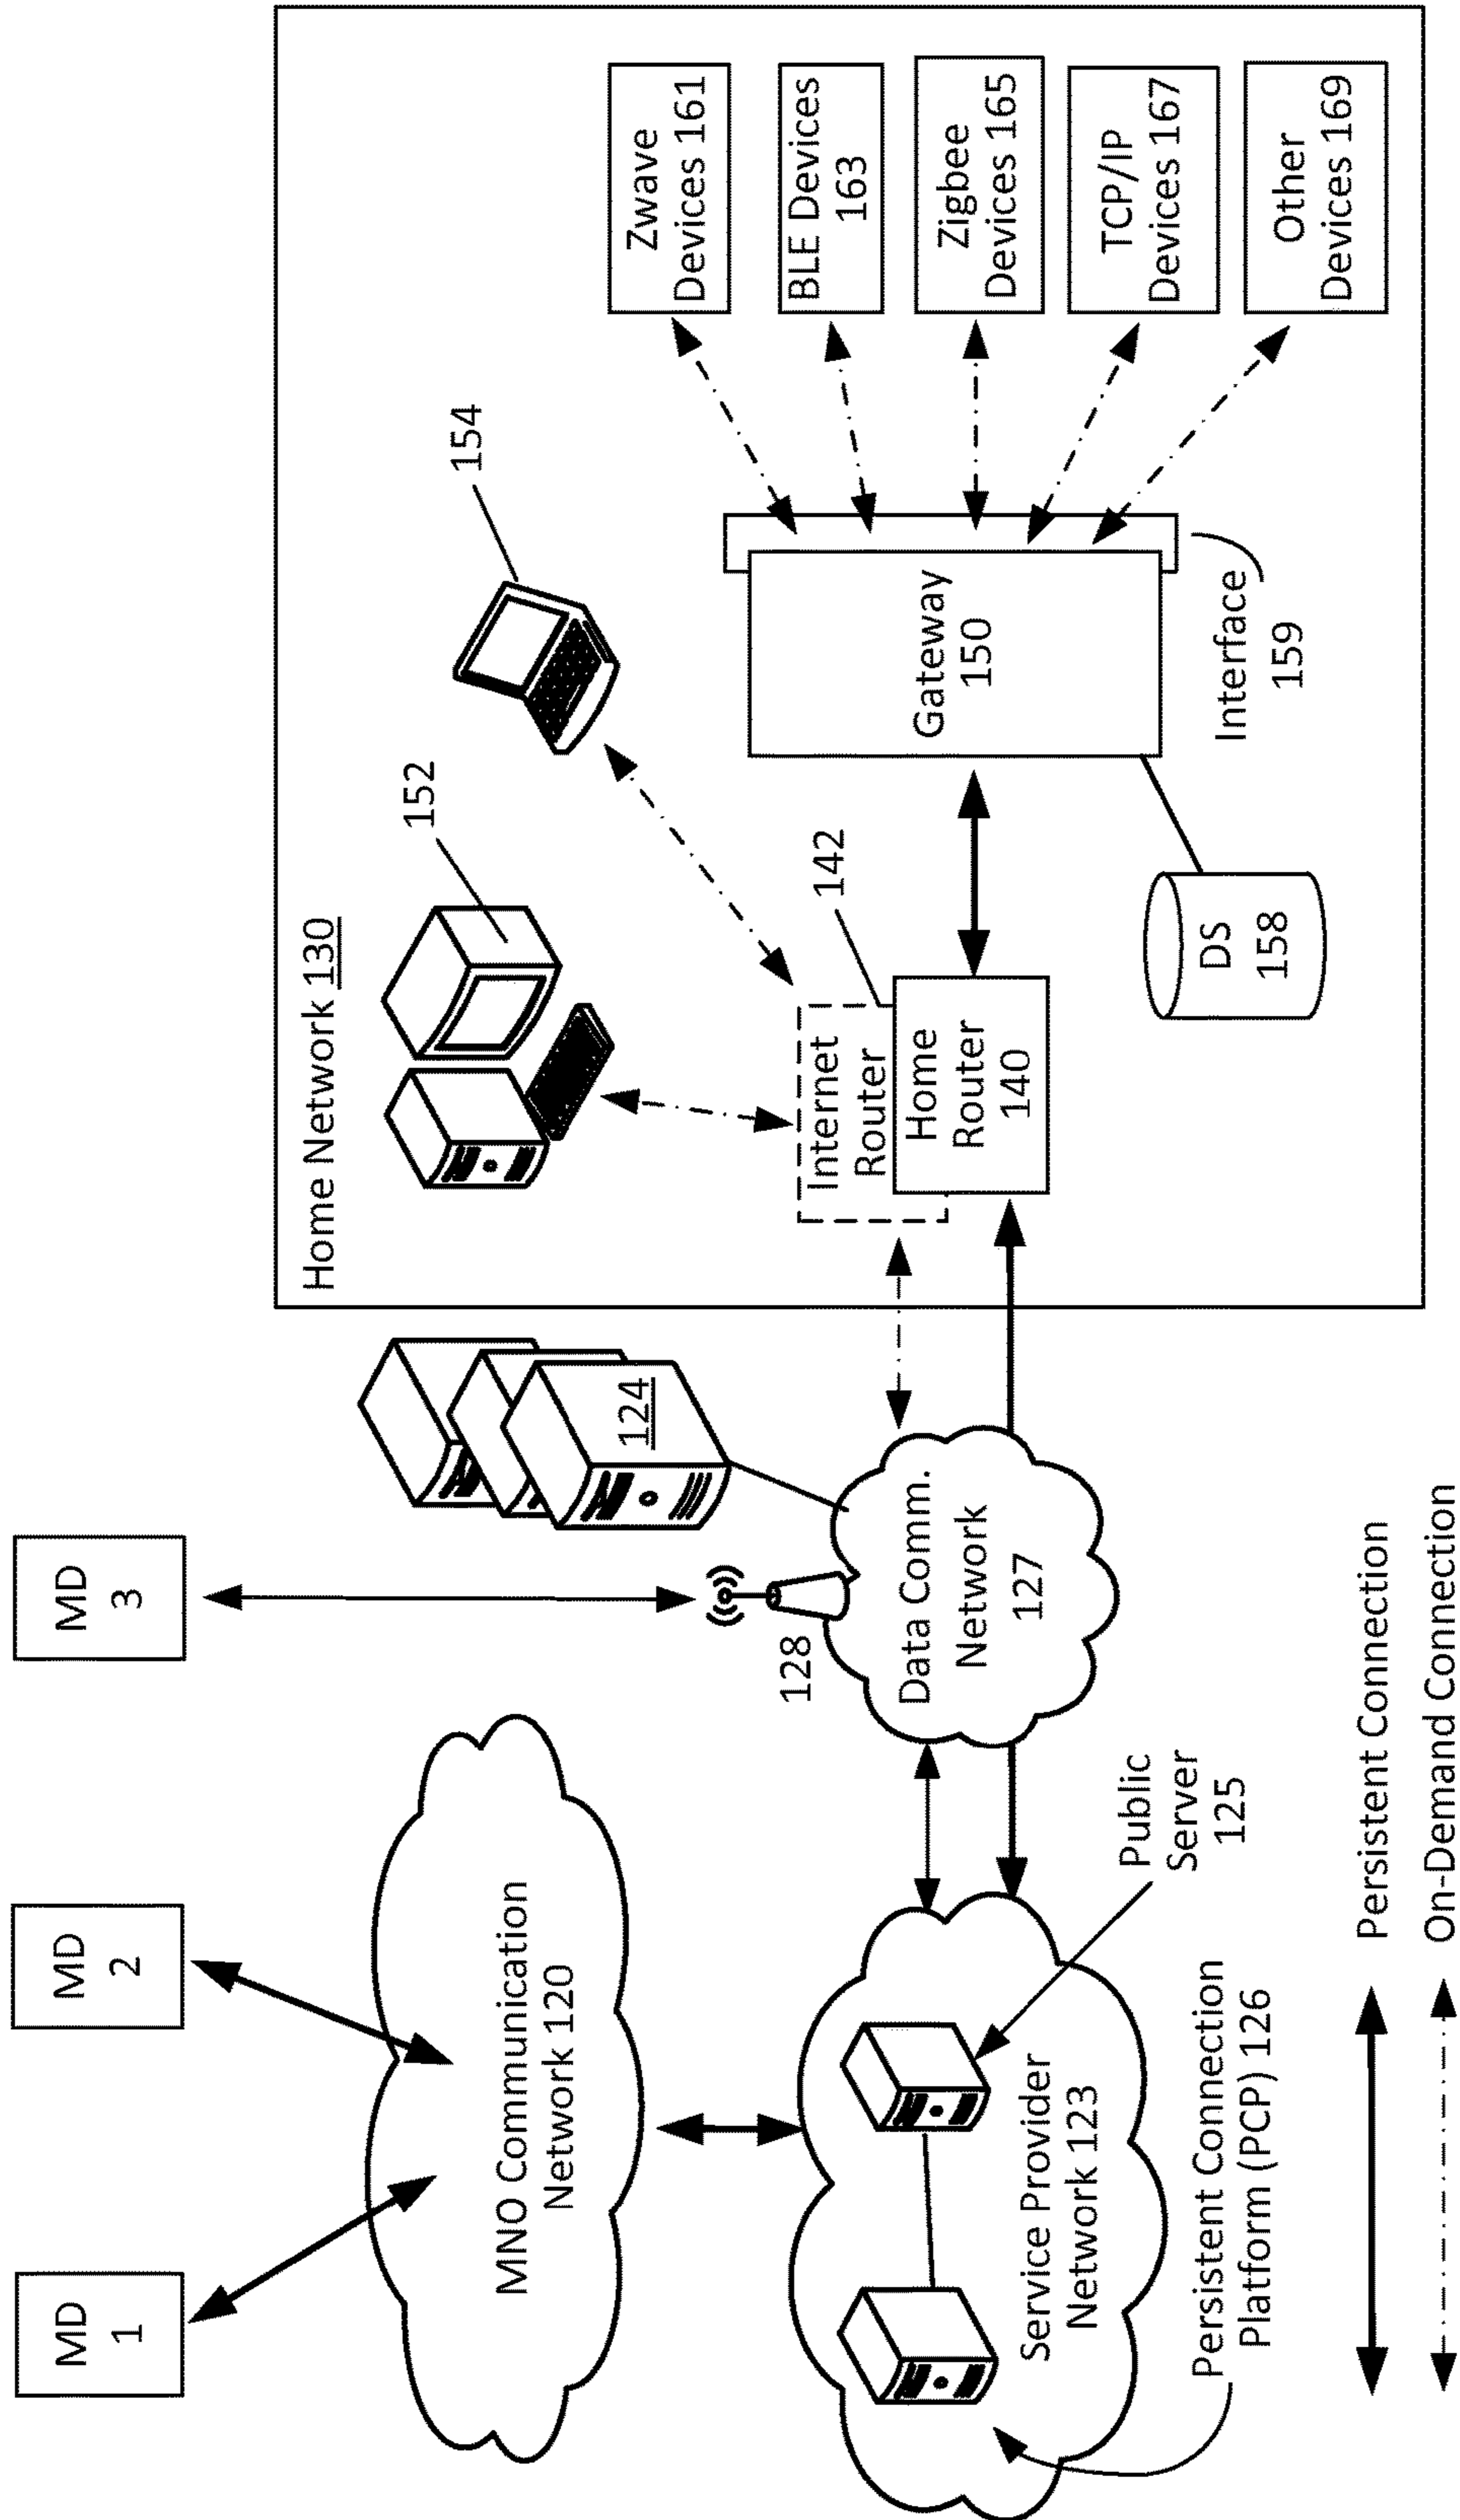 MD
1
MD
2
MD
3
MNO Communication
Network 120
124
128
Data Comm.
Network
127
Service Provider
Network 123
Public
Server
125
Persistent Connection
Platform (PCP) 126
Home Network 130
152
154
142
Internet
Router
Home
Router
140
Gateway
150
DS
158
Interface
159
Zwave
Devices 161
BLE Devices
163
Zigbee
Devices 165
TCP/IP
Devices 167
Other
Devices 169
Persistent Connection
On-Demand Connection